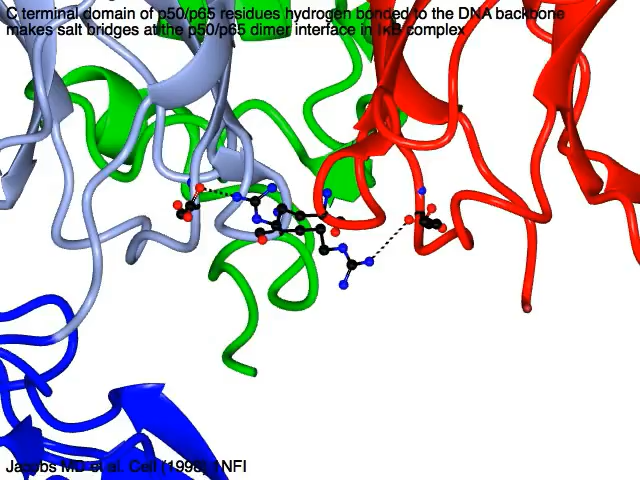 C terminal domain of p50/p65 residues hydrogen bonded to the DNA backbone
makes salt bridges at the p50/p65 dimer interface in IκB complex
Jacobs MD et al. Cell (1998) 1NFI